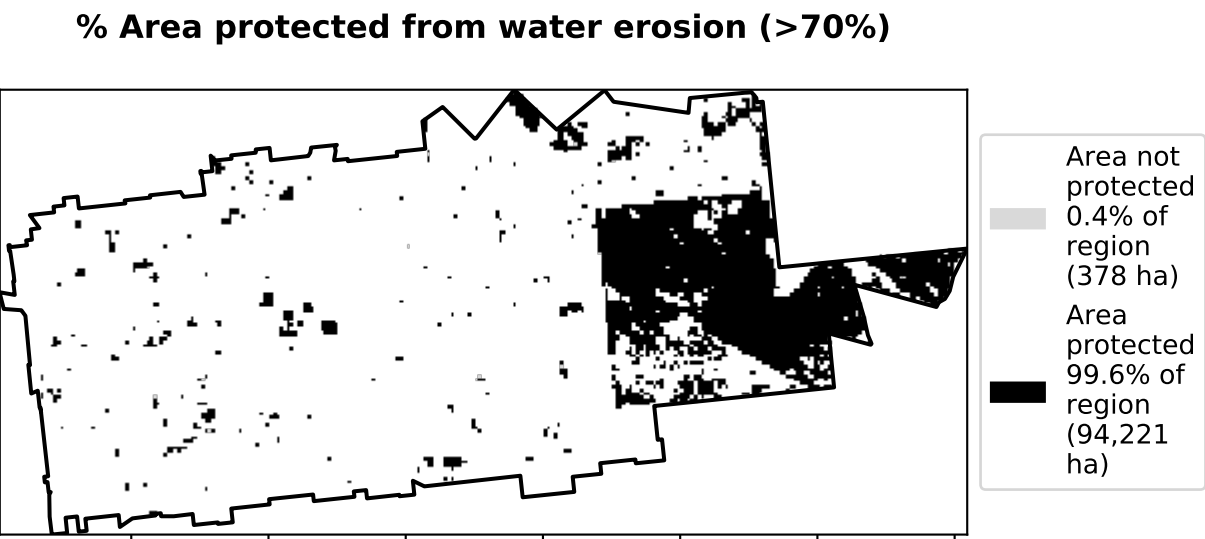 % Area protected from water erosion (>70%)
Area not
protected
0.4% of
region
(378 ha)
Area
protected
99.6% of
region
(94,221
ha)